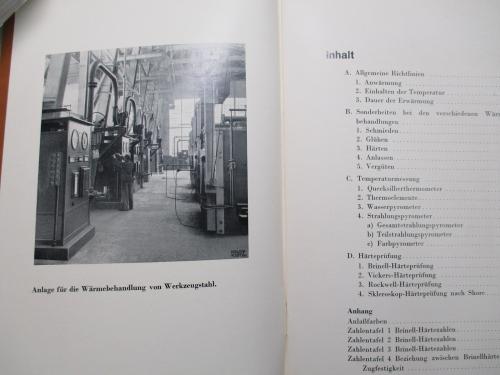 Anlage für die Wärmebehandlung von Werkzeugstahl.
inhalt
A. Allgemeine Richtlinien
1. Anwärmung
2. Einhalten der Temperatur
3. Dauer der Erwärmung
B. Sonderheiten bei den verschiedenen Wär
behandlungen
1. Schmieden
2. Glühen
3. Härten
4. Anlassen
5. Vergüten
C. Temperaturmessung
1. Quecksilberthermometer
2. Thermoelemente
3. Wasserpyrometer
4. Strahlungspyrometer
a) Gesamtstrahlungspyrometer
b) Teilstrahlungspyrometer
c) Farbpyrometer
D. Härteprüfung
1. Brinell-Härteprüfung
2. Vickers-Härteprüfung
3. Rockwell-Härteprüfung
4. Skleroskop-Härteprüfung nach Shore
Anhang
Anlaßfarben
Zahlentafel 1 Brinell-Härtezahlen
Zahlentafel 2 Brinell-Härtezahlen
Zahlentafel 3 Brinell-Härtezahlen
Zahlentafel 4 Beziehung zwischen Brinellhärte
Zugfestigkeit